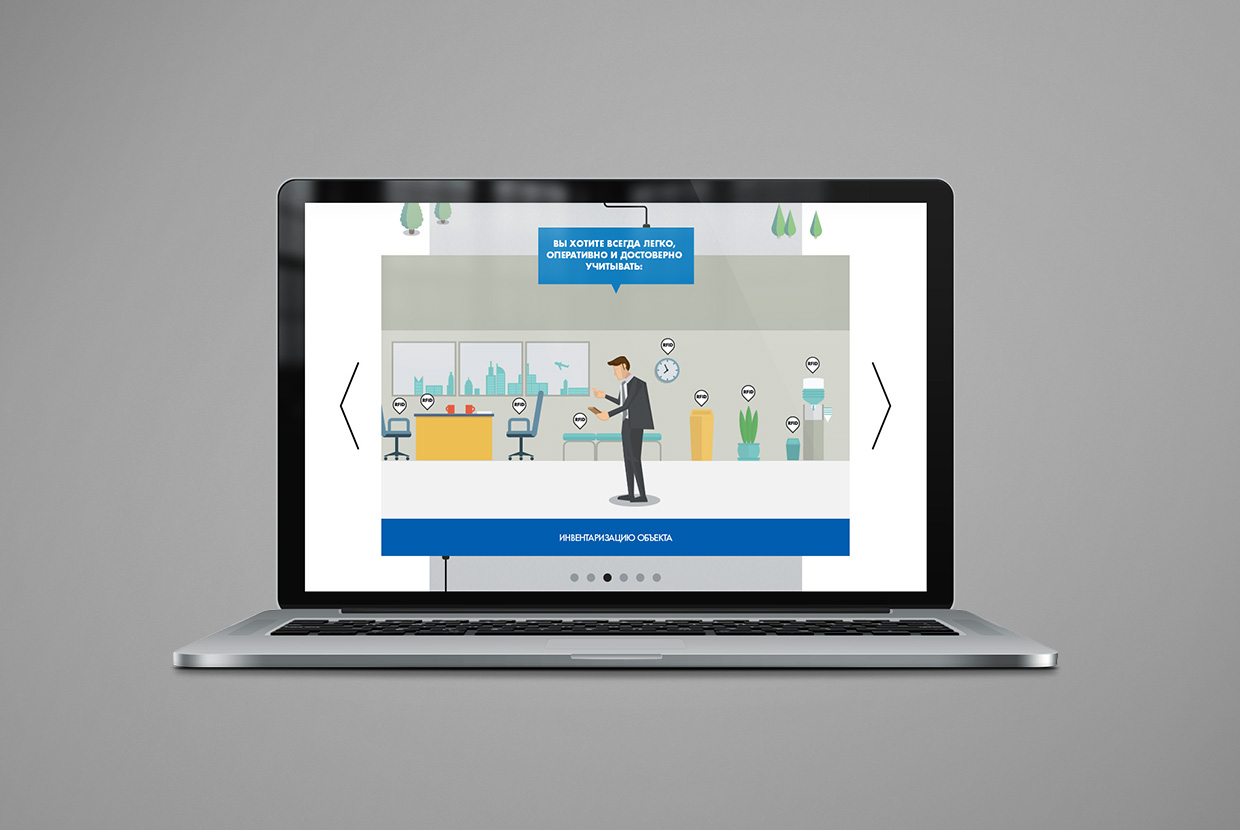 ВЫ ХОТИТЕ ВСЕГДА ЛЕГКО,
ОПЕРАТИВНО И ДОСТОВЕРНО
УЧИТЫВАТЬ:
RFID
RFID
RFID
RFID
RFID
RFID
RFID
RFID
RFID
ИНВЕНТАРИЗАЦИЮ ОБЪЕКТА